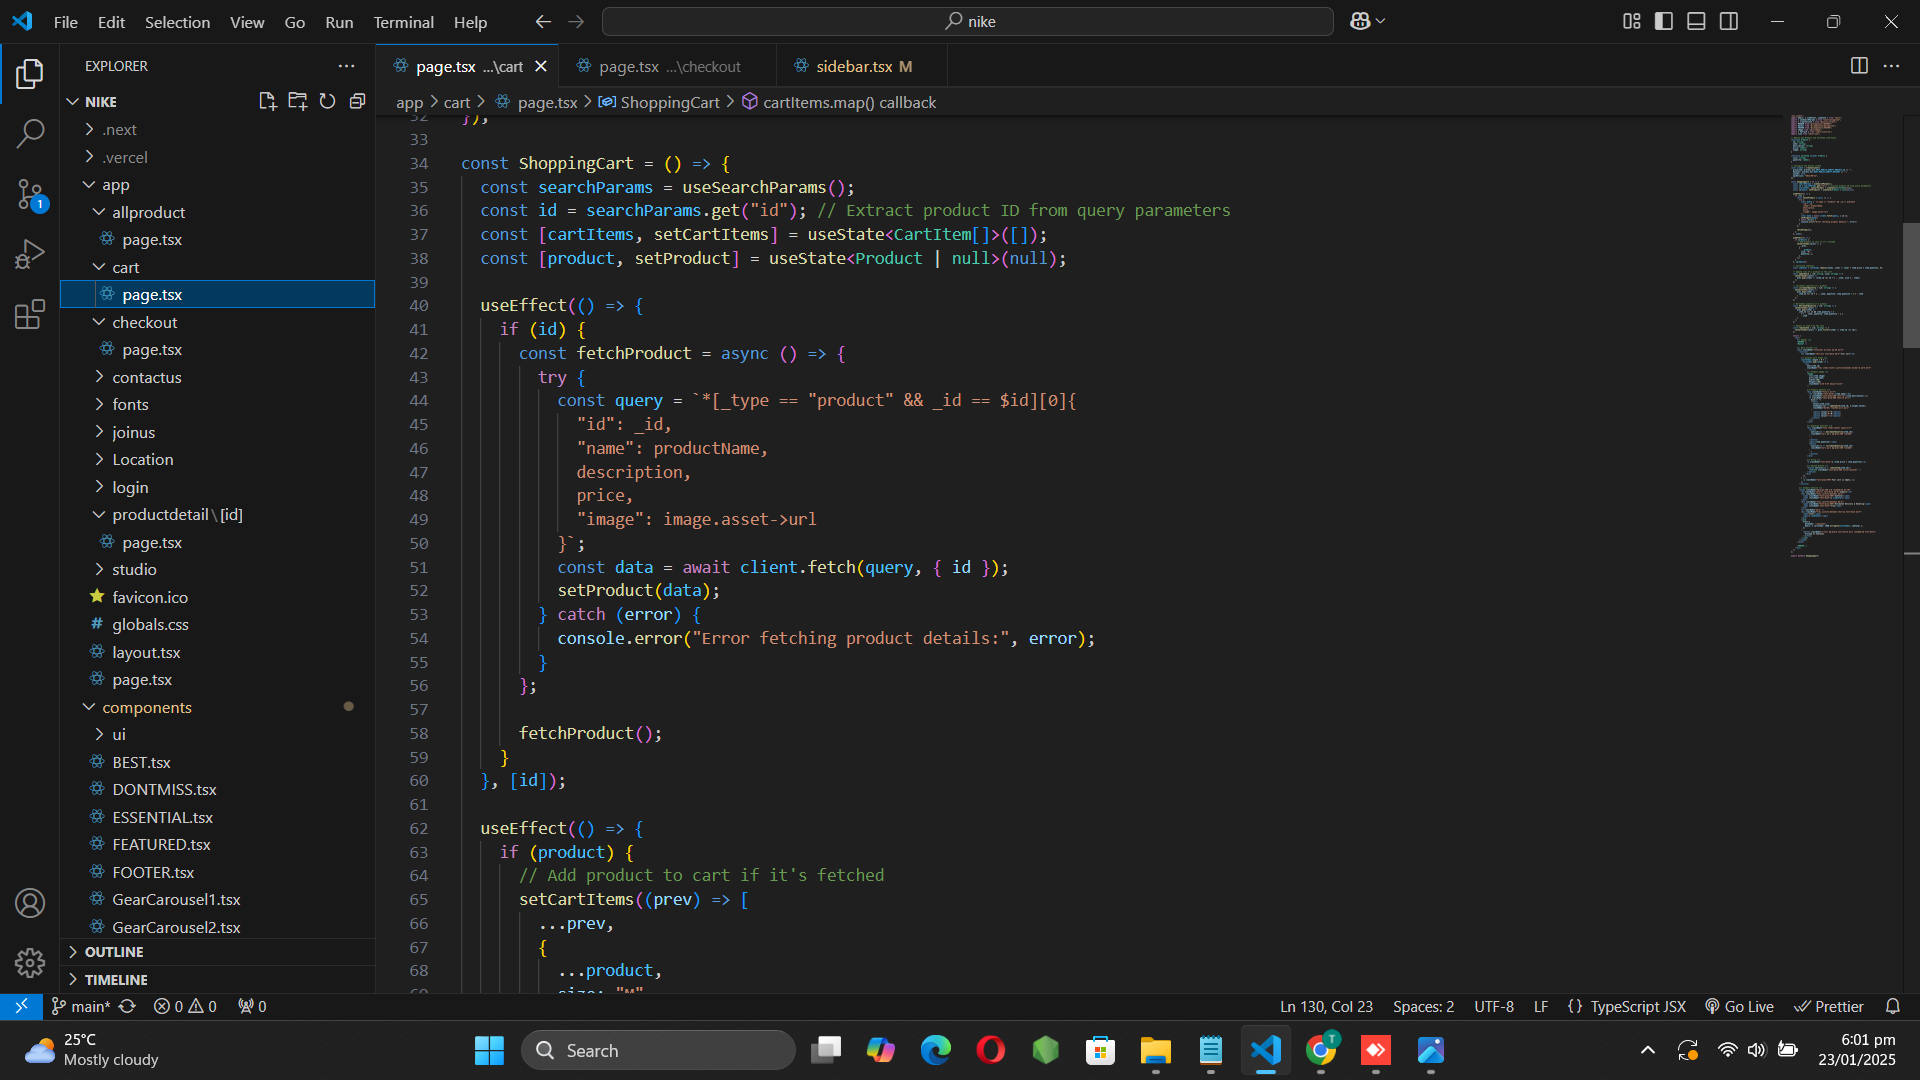 File Edit Selection View Go Run Terminal Help
nike
EXPLORER
NIKE
.next
.vercel
app
allproduct
page.tsx
cart
page.tsx
checkout
page.tsx
contactus
fonts
joinus
Location
login
productdetail\[id]
page.tsx
studio
favicon.ico
# globals.css
layout.tsx
page.tsx
components
ui
BEST.tsx
DONTMISS.tsx
ESSENTIAL.tsx
FEATURED.tsx
FOOTER.tsx
GearCarousel1.tsx
GearCarousel2.tsx
OUTLINE
TIMELINE
1
page.tsx ...\cart
page.tsx ...\checkout
sidebar.tsx M
app > cart > page.tsx > ShoppingCart > cartItems.map() callback
32 });
33
34 const ShoppingCart = () => {
35 const searchParams = useSearchParams();
36 const id = searchParams.get("id"); // Extract product ID from query parameters
37 const [cartItems, setCartItems] = useState<CartItem[]>([]);
38 const [product, setProduct] = useState<Product | null>(null);
39
40 useEffect(() => {
41 if (id) {
42 const fetchProduct = async () => {
43 try {
44 const query = `*[_type == "product" && _id == $id][0]{
45 "id": _id,
46 "name": productName,
47 description,
48 price,
49 "image": image.asset->url
50 }`;
51 const data = await client.fetch(query, { id });
52 setProduct(data);
53 } catch (error) {
54 console.error("Error fetching product details:", error);
55 }
56 };
57
58 fetchProduct();
59 }
60 }, [id]);
61
62 useEffect(() => {
63 if (product) {
64 // Add product to cart if it's fetched
65 setCartItems((prev) => [
66 ...prev,
67 {
68 ...product,
69 size: "M"
main* 0 0 0
Ln 130, Col 23 Spaces: 2 UTF-8 LF {} TypeScript JSX Go Live Prettier
25°C
Mostly cloudy
Search
T
6:01 pm
23/01/2025